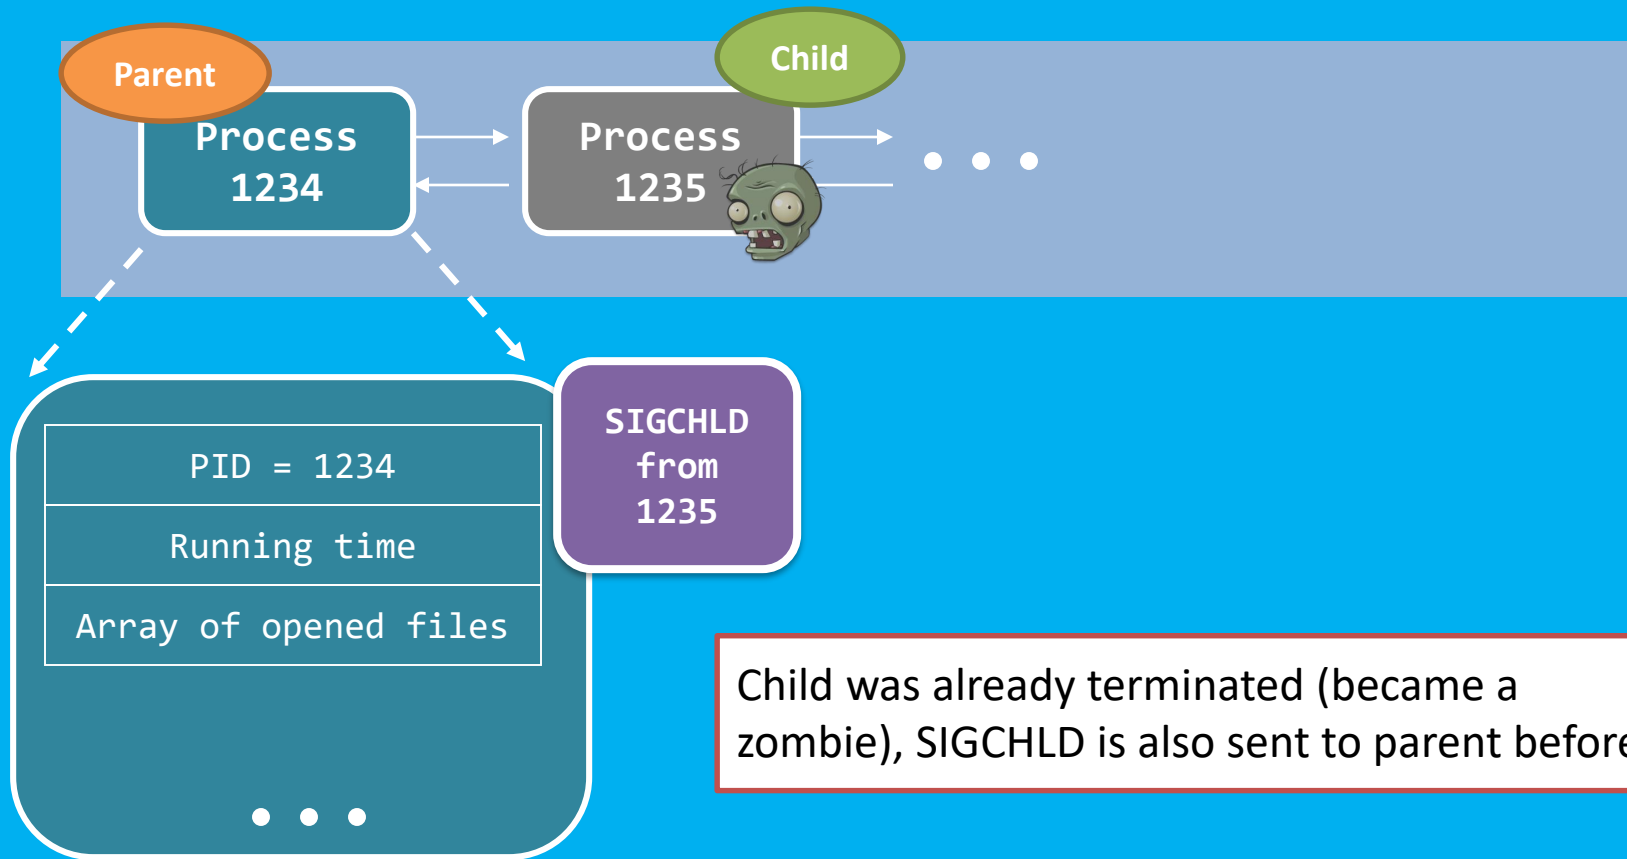 Parent
Child
Process
1234
Process
1235
SIGCHLD
from
1235
PID = 1234
Running time
Array of opened files
Child was already terminated (became a
zombie), SIGCHLD is also sent to parent before